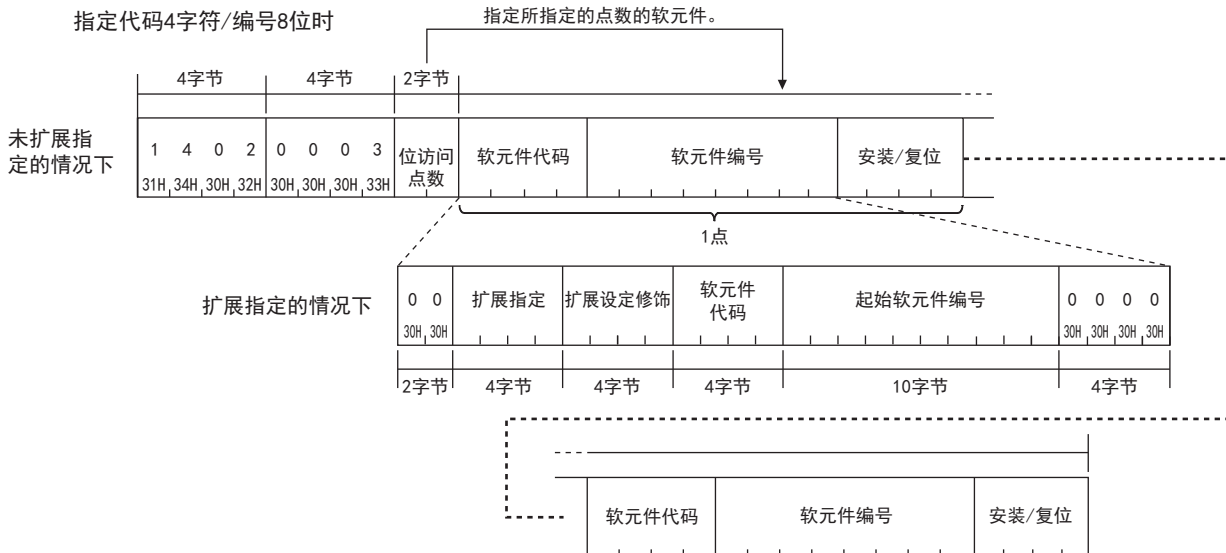 指定代码4字符/编号8位时
指定所指定的点数的软元件。
4字节 4字节 2字节
未扩展指
定的情况下
1 4 0 2 0 0 0 3
31H 34H 30H 32H 30H 30H 30H 33H
位访问
点数
软元件代码
软元件编号
安装/复位
1点
扩展指定的情况下
0 0
30H 30H
扩展指定
扩展设定修饰
软元件
代码
起始软元件编号
0 0 0 0
30H 30H 30H 30H
2字节 4字节 4字节 4字节 10字节 4字节
软元件代码 软元件编号 安装/复位